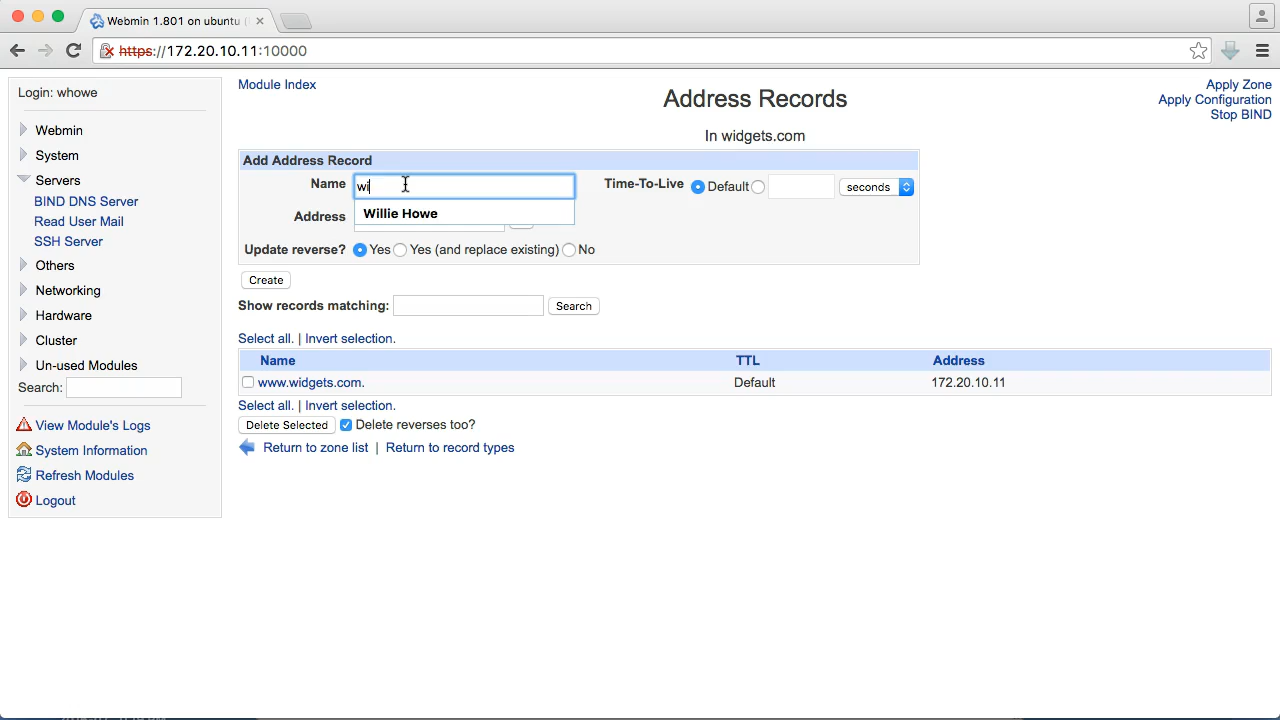 Webmin 1.801 on ubuntu (
https://172.20.10.11:10000
Login: whowe
Webmin
System
Servers
BIND DNS Server
Read User Mail
SSH Server
Others
Networking
Hardware
Cluster
Un-used Modules
Search:
View Module's Logs
System Information
Refresh Modules
Logout
Module Index
Address Records
In widgets.com
Apply Zone
Apply Configuration
Stop BIND
Add Address Record
Name wi Time-To-Live Default seconds
Willie Howe
Address
Update reverse? Yes Yes (and replace existing) No
Create
Show records matching: Search
Select all. | Invert selection.
Name TTL Address
www.widgets.com. Default 172.20.10.11
Select all. | Invert selection.
Delete Selected Delete reverses too?
Return to zone list | Return to record types